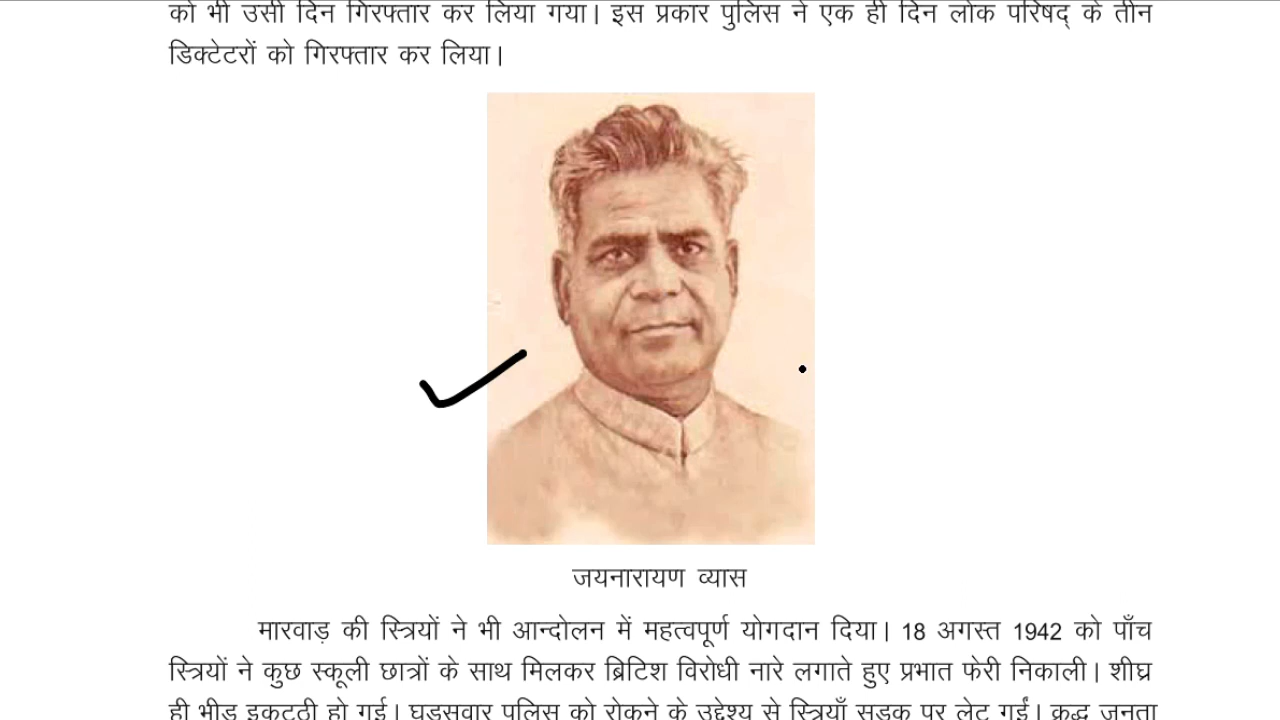 को भी उसी दिन गिरफ्तार कर लिया गया। इस प्रकार पुलिस ने एक ही दिन लोक परिषद् के तीन
डिक्टेटरों को गिरफ्तार कर लिया।
जयनारायण व्यास
मारवाड़ की स्त्रियों ने भी आन्दोलन में महत्वपूर्ण योगदान दिया। 18 अगस्त 1942 को पाँच
स्त्रियों ने कुछ स्कूली छात्रों के साथ मिलकर ब्रिटिश विरोधी नारे लगाते हुए प्रभात फेरी निकाली। शीघ्र
ही भीड़ इकट्ठी हो गई। घुड़सवार पुलिस को रोकने के उद्देश्य से स्त्रियाँ सड़क पर लेट गईं। क्रुद्ध जनता